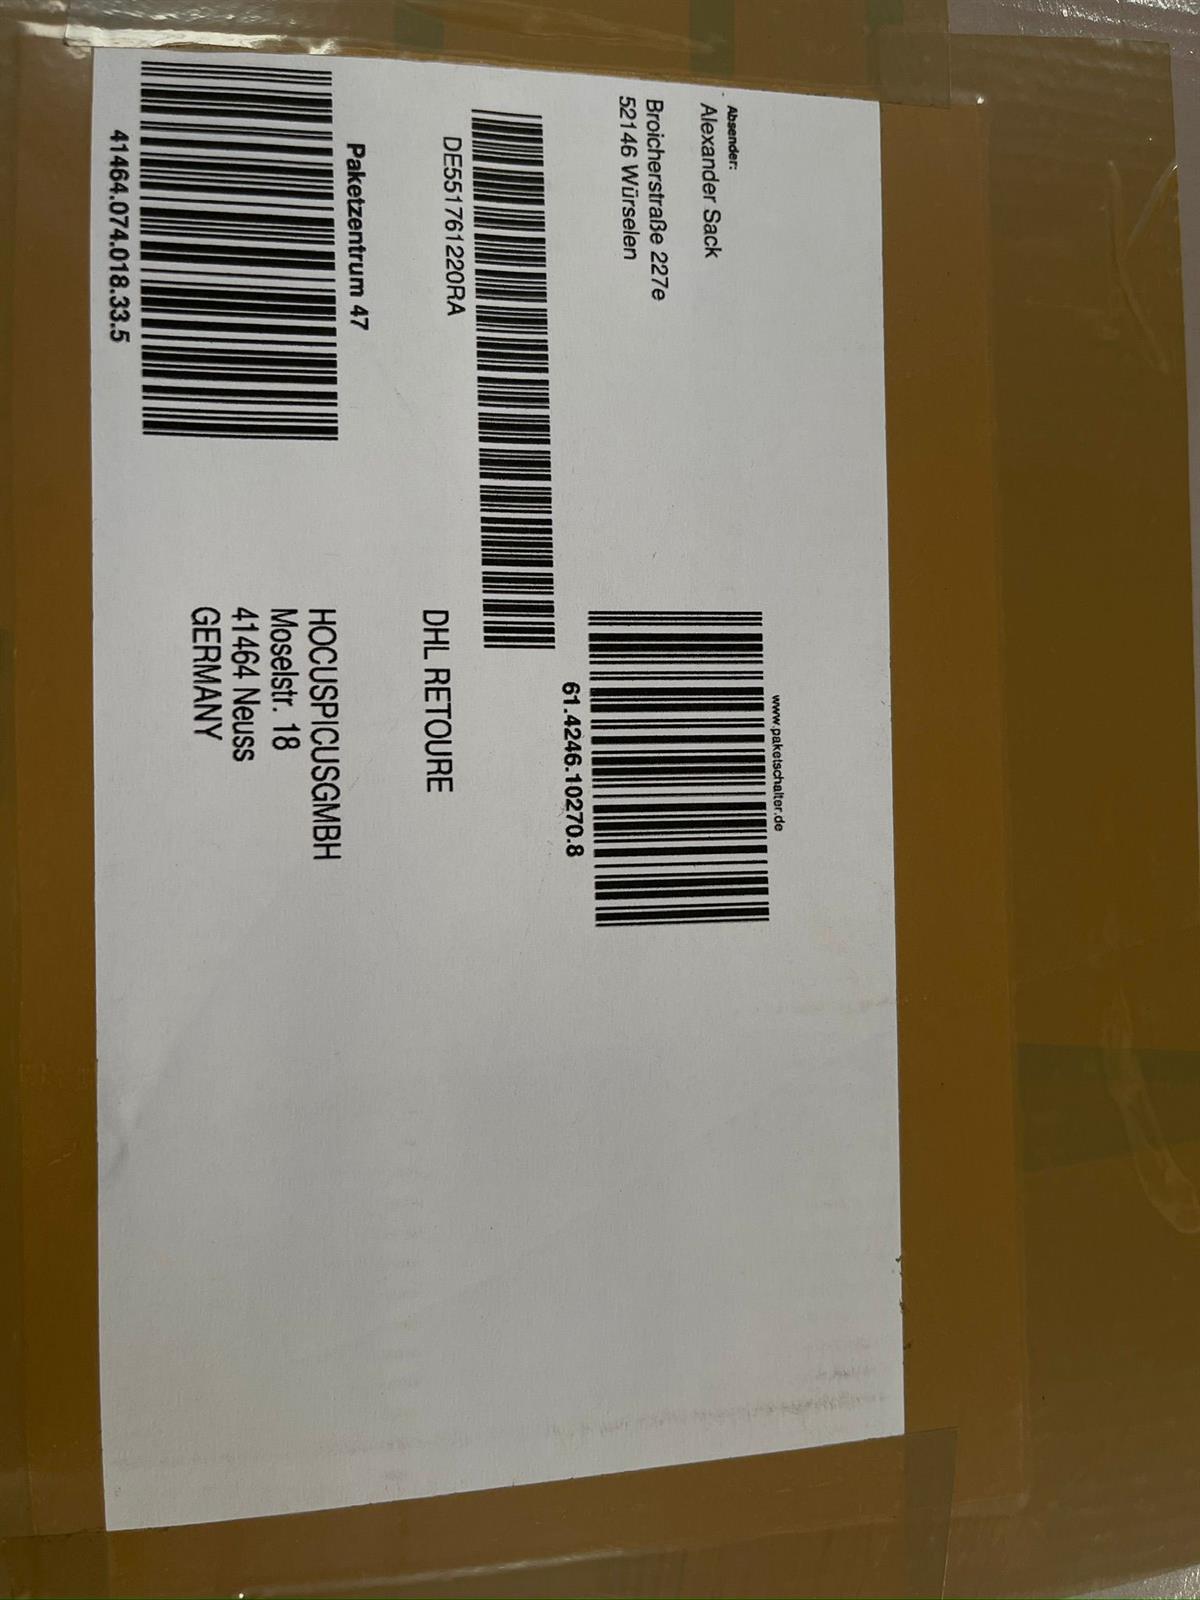 Absender:
Alexander Sack
Broicherstraße 227e
52146 Würselen
www.paketschalter.de
61.4246.10270.8
DE551761220RA
DHL RETOURE
Paketzentrum 47
41464.074.018.33.5
HOCUSPICUSGMBH
Moselstr. 18
41464 Neuss
GERMANY